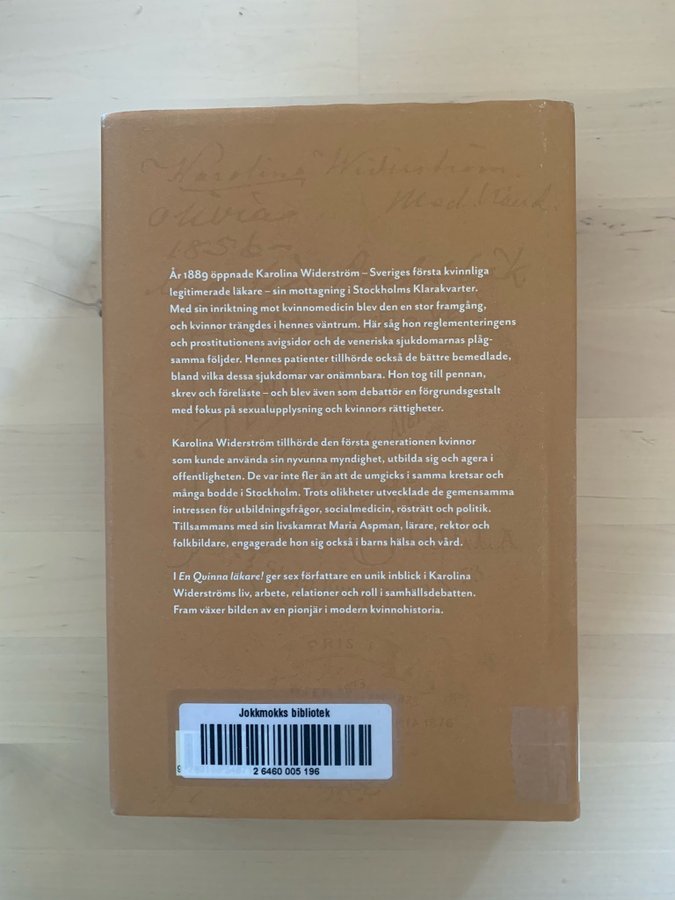 Karolina Widerström
Med. Kand.
1856
År 1889 öppnade Karolina Widerström – Sveriges första kvinnliga
legitimerade läkare – sin mottagning i Stockholms Klarakvarter.
Med sin inriktning mot kvinnomedicin blev den en stor framgång,
och kvinnor trängdes i hennes väntrum. Här såg hon reglementeringens
och prostitutionens avigsidor och de veneriska sjukdomarnas plåg-
samma följder. Hennes patienter tillhörde också de bättre bemedlade,
bland vilka dessa sjukdomar var onämnbara. Hon tog till pennan,
skrev och föreläste – och blev även som debattör en förgrundsgestalt
med fokus på sexualupplysning och kvinnors rättigheter.
Karolina Widerström tillhörde den första generationen kvinnor
som kunde använda sin nyvunna myndighet, utbilda sig och agera i
offentligheten. De var inte fler än att de umgicks i samma kretsar och
många bodde i Stockholm. Trots olikheter utvecklade de gemensamma
intressen för utbildningsfrågor, socialmedicin, rösträtt och politik.
Tillsammans med sin livskamrat Maria Aspman, lärare, rektor och
folkbildare, engagerade hon sig också i barns hälsa och vård.
I En Quinna läkare! ger sex författare en unik inblick i Karolina
Widerströms liv, arbete, relationer och roll i samhällsdebatten.
Fram växer bilden av en pionjär i modern kvinnohistoria.
PRIS
Jokkmokks bibliotek
2 6460 005 196